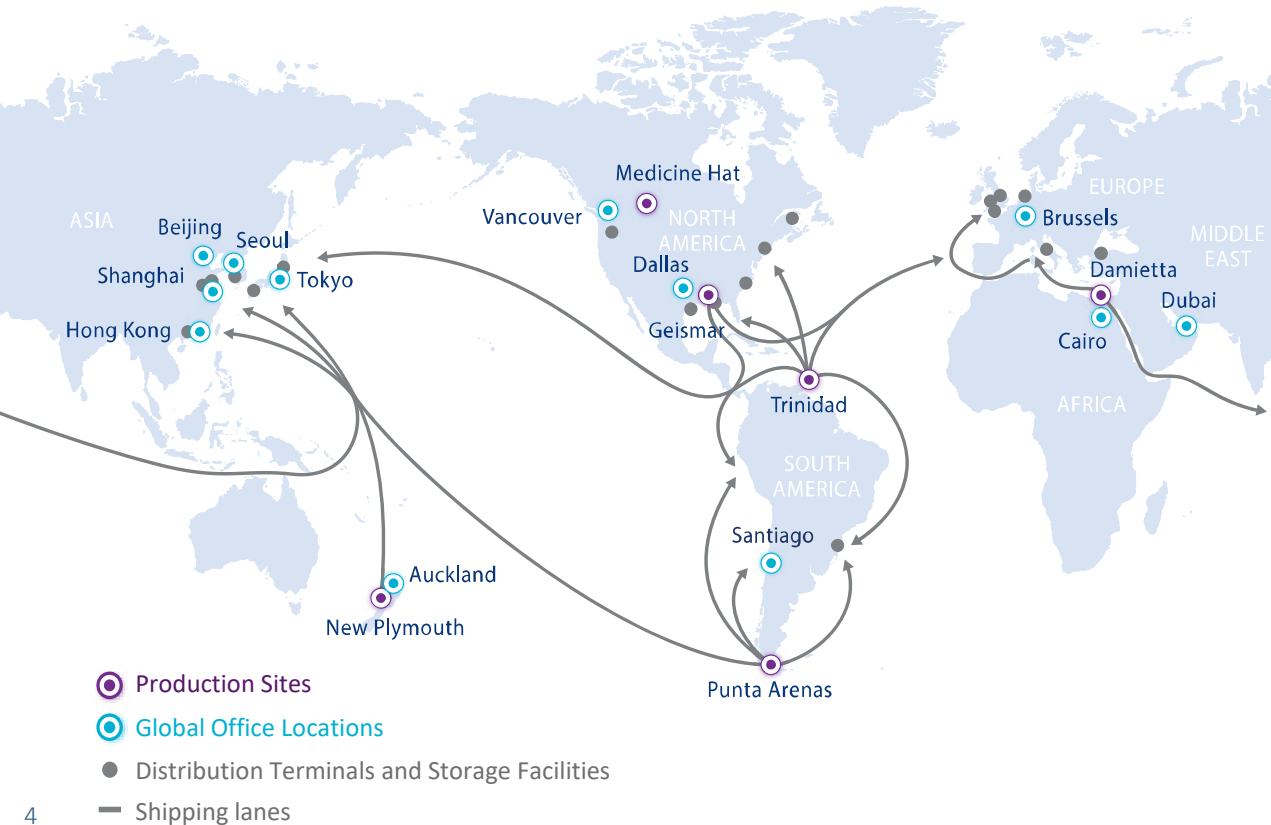 Medicine Hat
Vancouver
NORTH
AMERICA
EUROPE
ASIA
Beijing
Seoul
Brussels
MIDDLE
EAST
Shanghai
Tokyo
Dallas
Damietta
Dubai
Hong Kong
Geismar
Cairo
Trinidad
AFRICA
SOUTH
AMERICA
Santiago
Auckland
New Plymouth
Punta Arenas
Production Sites
Global Office Locations
Distribution Terminals and Storage Facilities
Shipping lanes
4